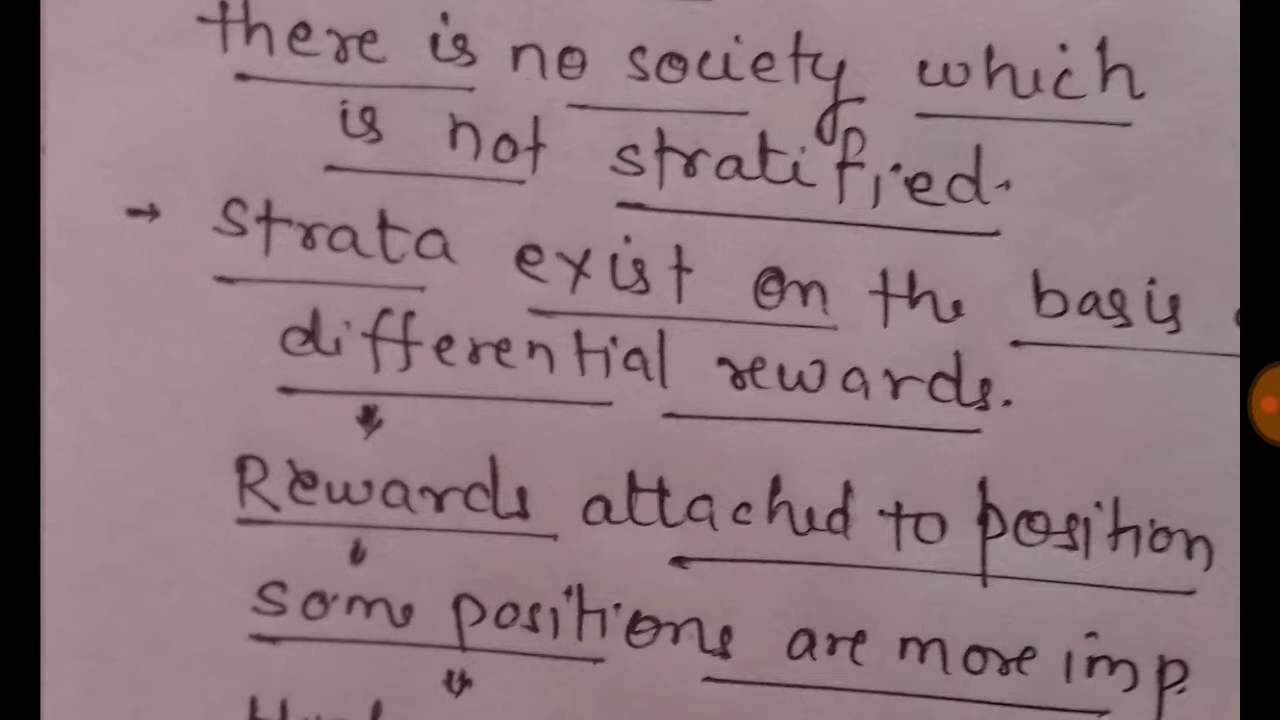 there is no society which
is not stratified.
→ strata exist on the basis
differential rewards.
Rewards attached to position
some positions are more imp.